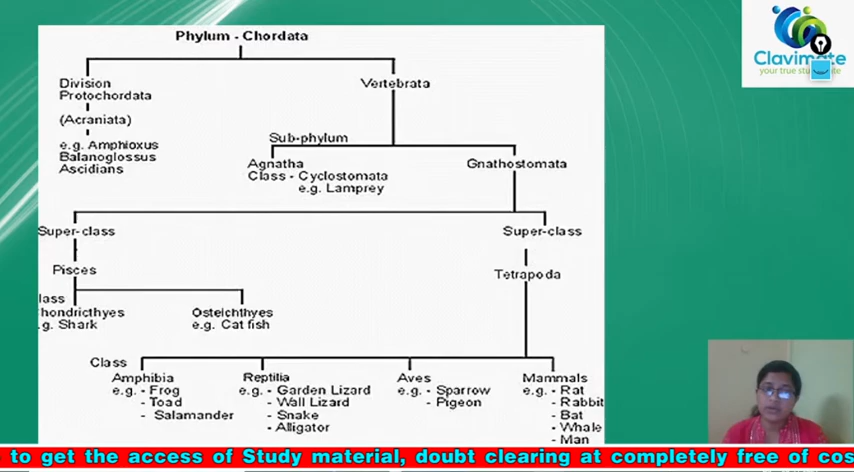 Phylum - Chordata
Division
Protochordata
(Acraniata)
e.g. Amphioxus
Balanoglossus
Ascidians
Vertebrata
Sub-phylum
Agnatha
Class - Cyclostomata
e.g. Lamprey
Gnathostomata
Super-class
Pisces
lass
hondricthyes
.g. Shark
Osteichthyes
e.g. Cat fish
Super-class
Tetrapoda
Class
Amphibia
e.g. - Frog
- Toad
- Salamander
Reptilia
e.g. - Garden Lizard
- Wall Lizard
- Snake
- Alligator
Aves
e.g. - Sparrow
- Pigeon
Mammals
e.g. - Rat
- Rabbit
- Bat
- Whale
- Man
Clavimate
your true stu
to get the access of Study material, doubt clearing at completely free of cos